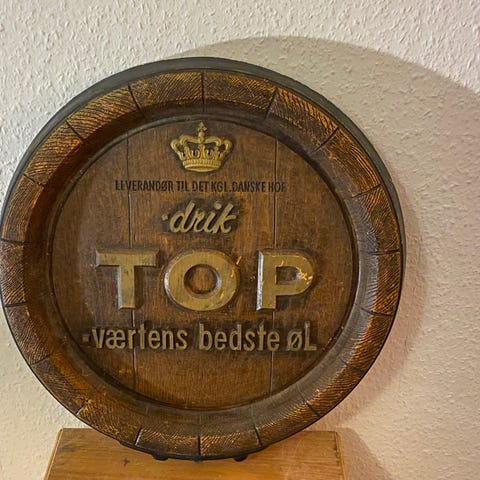 LEVERANDØR TIL DET KGL. DANSKE HOF
·drik
TOP
-værtens bedste øL